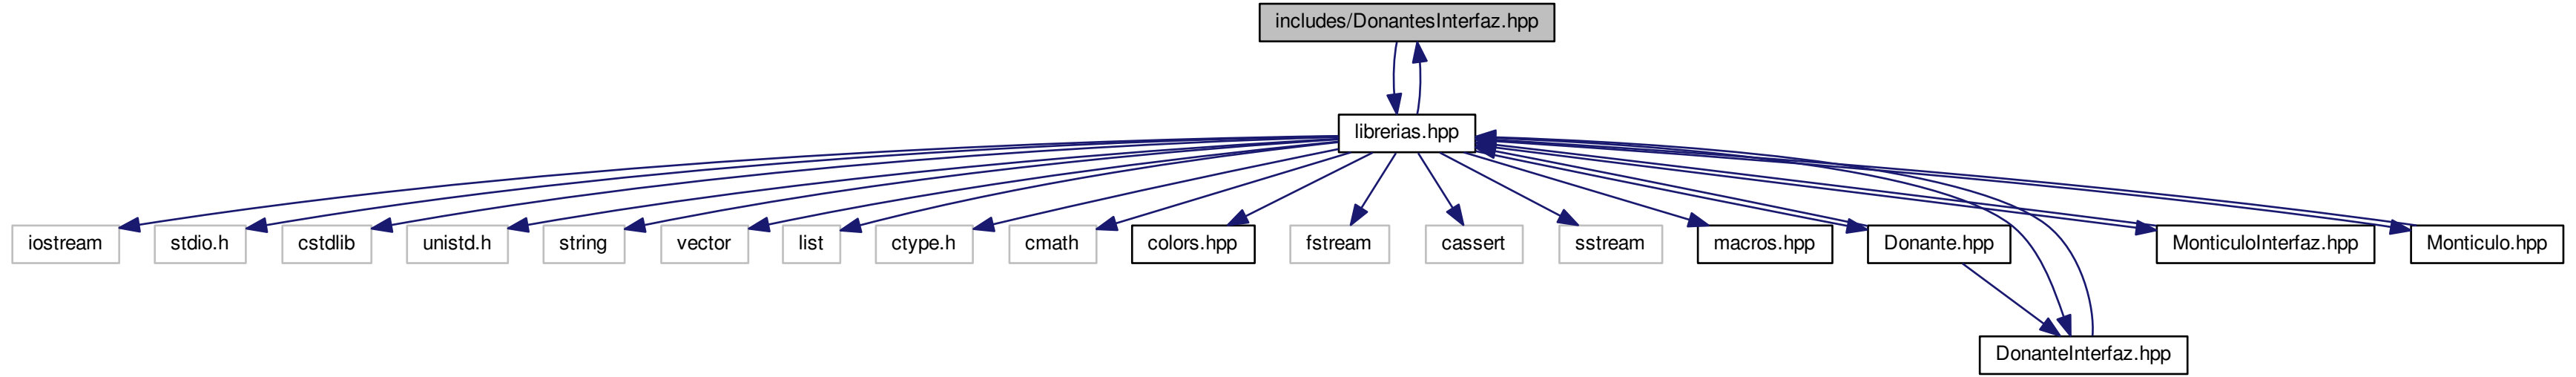 includes/DonantesInterfaz.hpp
librerias.hpp
iostream
stdio.h
cstdlib
unistd.h
string
vector
list
ctype.h
cmath
colors.hpp
fstream
cassert
sstream
macros.hpp
Donante.hpp
MonticuloInterfaz.hpp
Monticulo.hpp
DonanteInterfaz.hpp